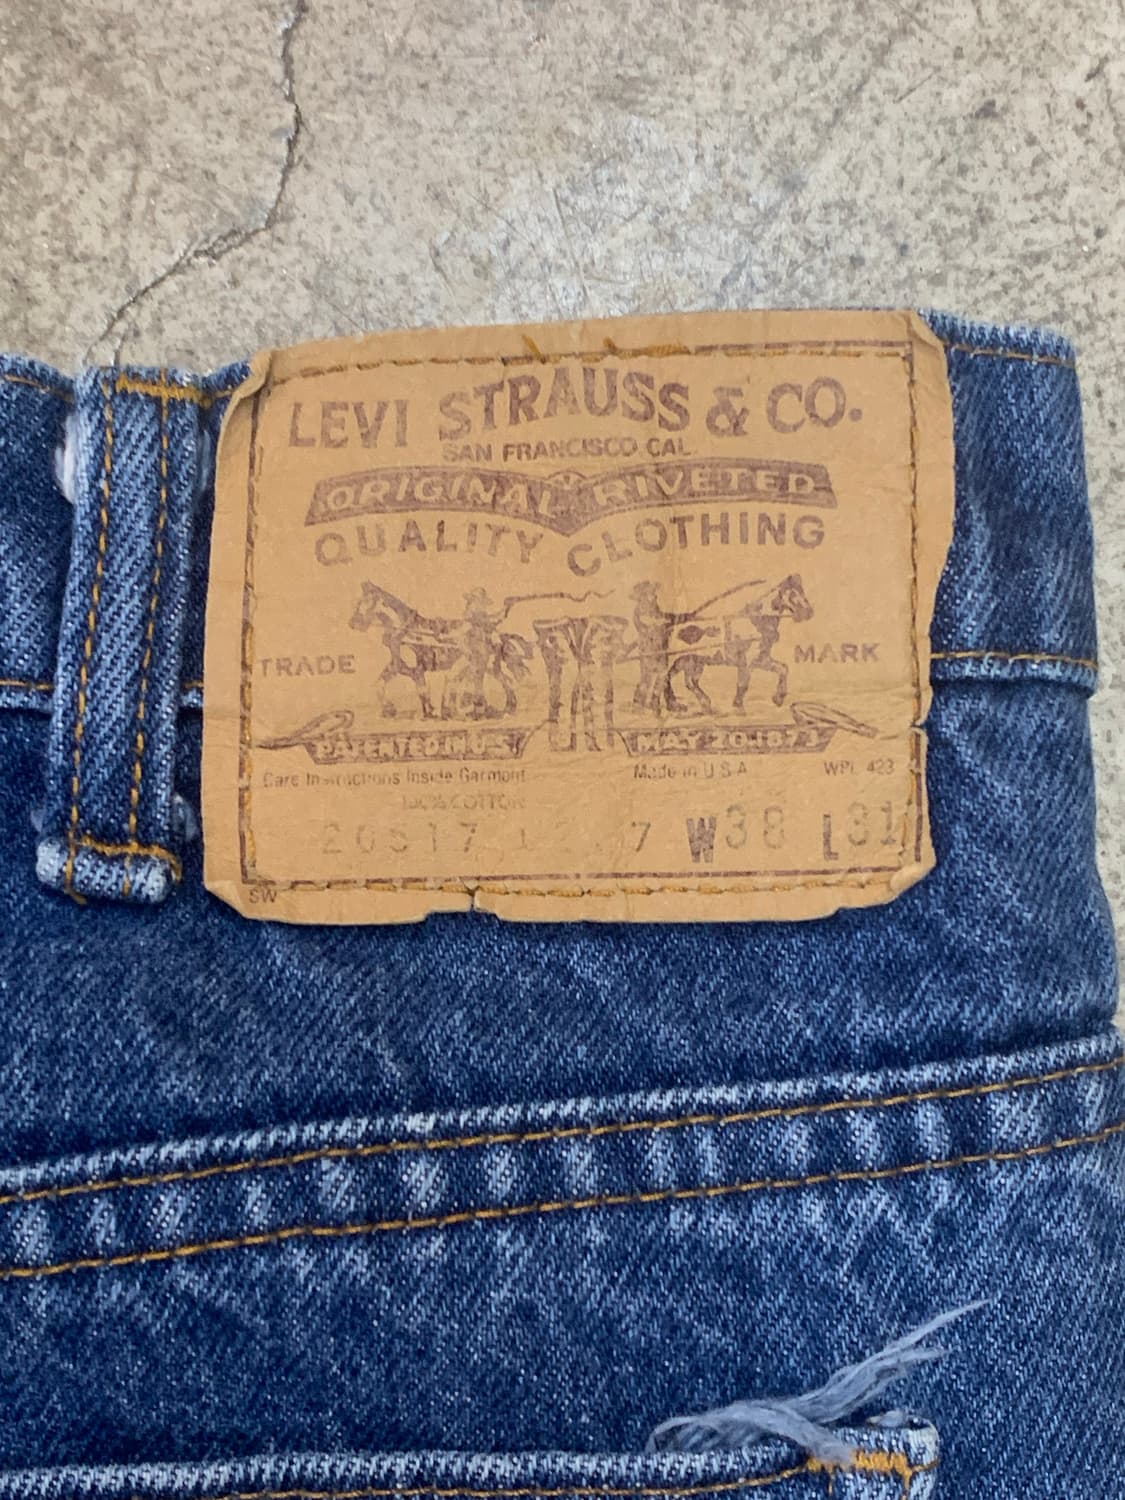 LEVI STRAUSS & CO.
SAN FRANCISCO CAL.
ORIGINAL RIVETED
QUALITY CLOTHING
TRADE MARK
PATENTED IN U.S. MAY 20 1873
Care Instructions Inside Garment Made in U S A WPL 423
100% COTTON
7 W38 L31
SW